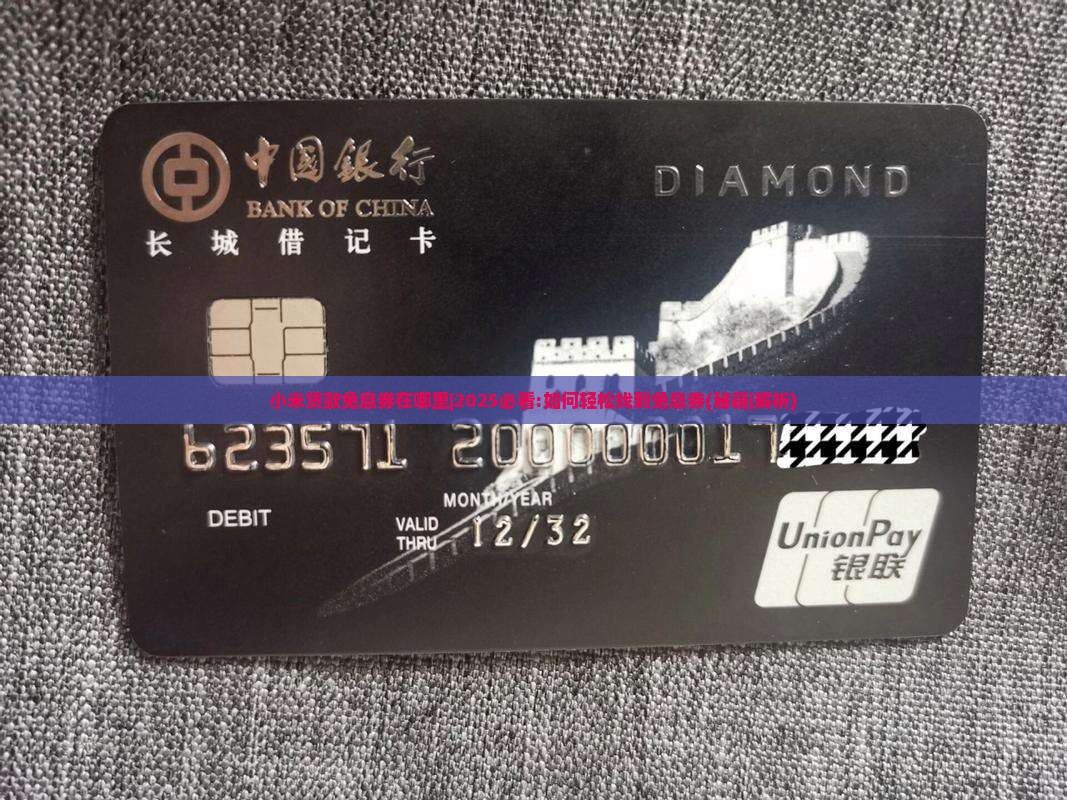 中国銀行
BANK OF CHINA
长城借记卡
DIAMOND
小米贷款免息券在哪里|2025必看:如何轻松找到免息券(秘籍|解析)
623571 2000000017
MONTH/YEAR
DEBIT
VALID THRU 12/32
UnionPay
银联